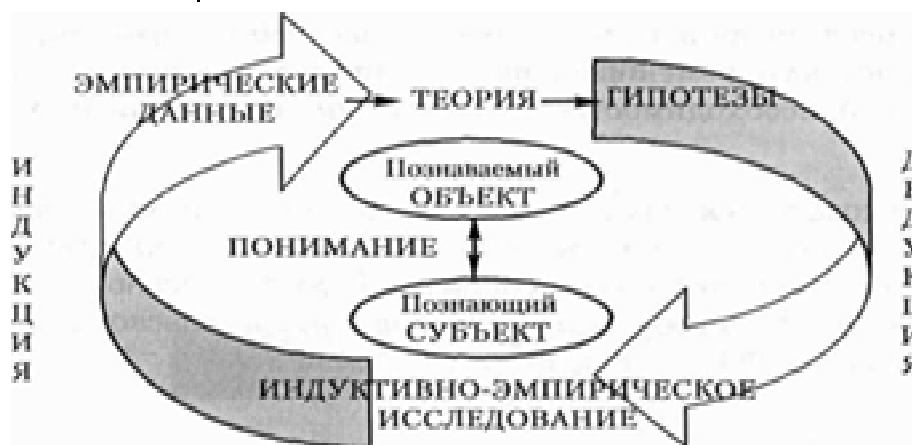 ЭМПИРИЧЕСКИЕ
ДАННЫЕ
ТЕОРИЯ
ГИПОТЕЗЫ
ИНДУКЦИЯ
Познаваемый
ОБЪЕКТ
ПОНИМАНИЕ
Познающий
СУБЪЕКТ
ДЕДУКЦИЯ
ИНДУКТИВНО-ЭМПИРИЧЕСКОЕ
ИССЛЕДОВАНИЕ